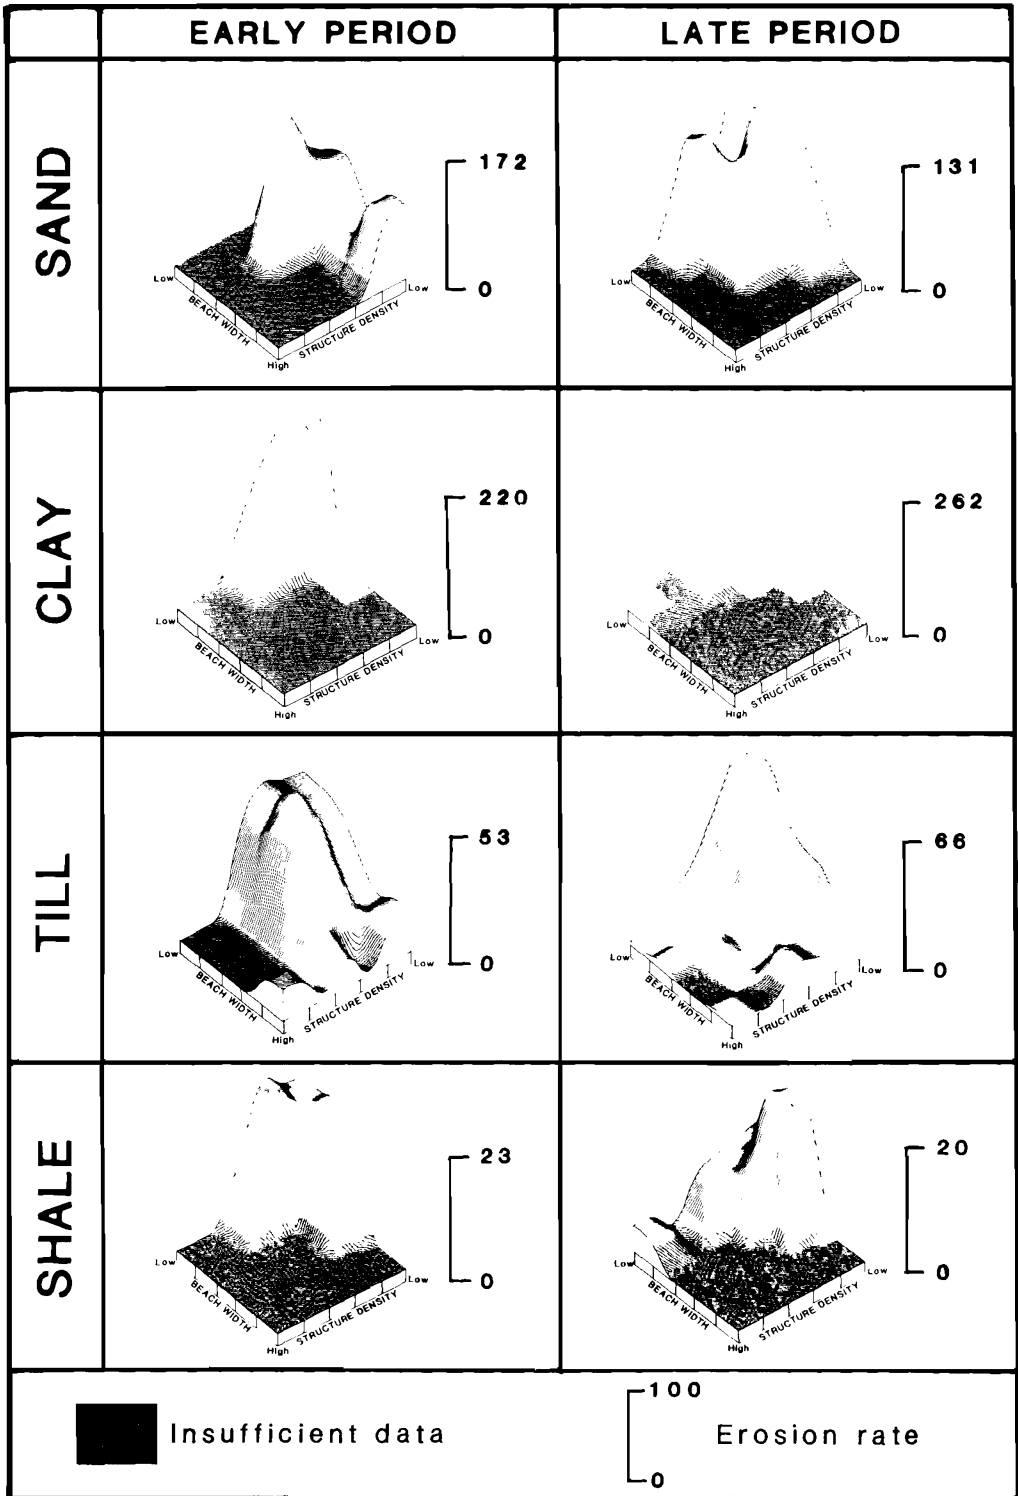 EARLY PERIOD
LATE PERIOD
SAND
172
0
Low
BEACH WIDTH
High
STRUCTURE DENSITY
Low
131
0
Low
BEACH WIDTH
High
STRUCTURE DENSITY
Low
CLAY
220
0
Low
BEACH WIDTH
High
STRUCTURE DENSITY
Low
262
0
Low
BEACH WIDTH
High
STRUCTURE DENSITY
Low
TILL
53
0
Low
BEACH WIDTH
High
STRUCTURE DENSITY
Low
66
0
Low
BEACH WIDTH
High
STRUCTURE DENSITY
Low
SHALE
23
0
Low
BEACH WIDTH
High
STRUCTURE DENSITY
Low
20
0
Low
BEACH WIDTH
High
STRUCTURE DENSITY
Low
Insufficient data
100
0
Erosion rate